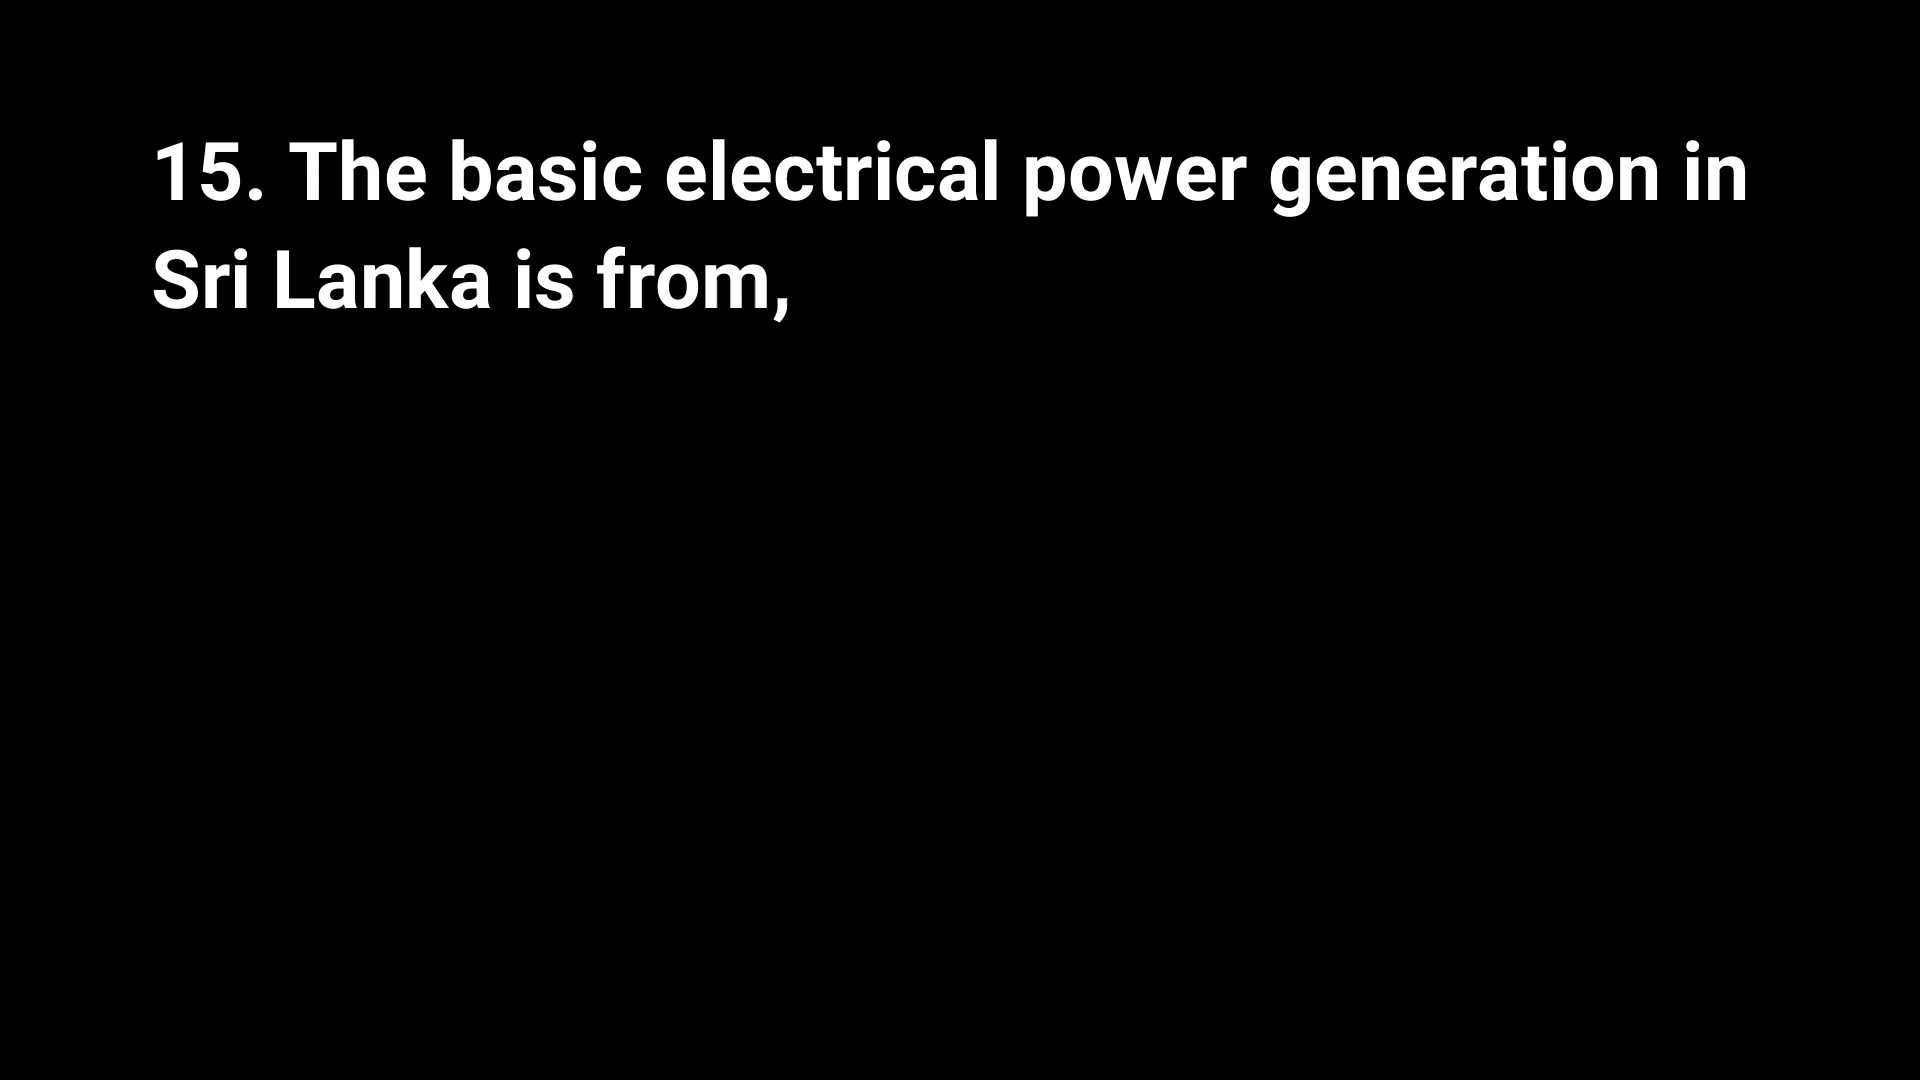 15. The basic electrical power generation in
Sri Lanka is from,